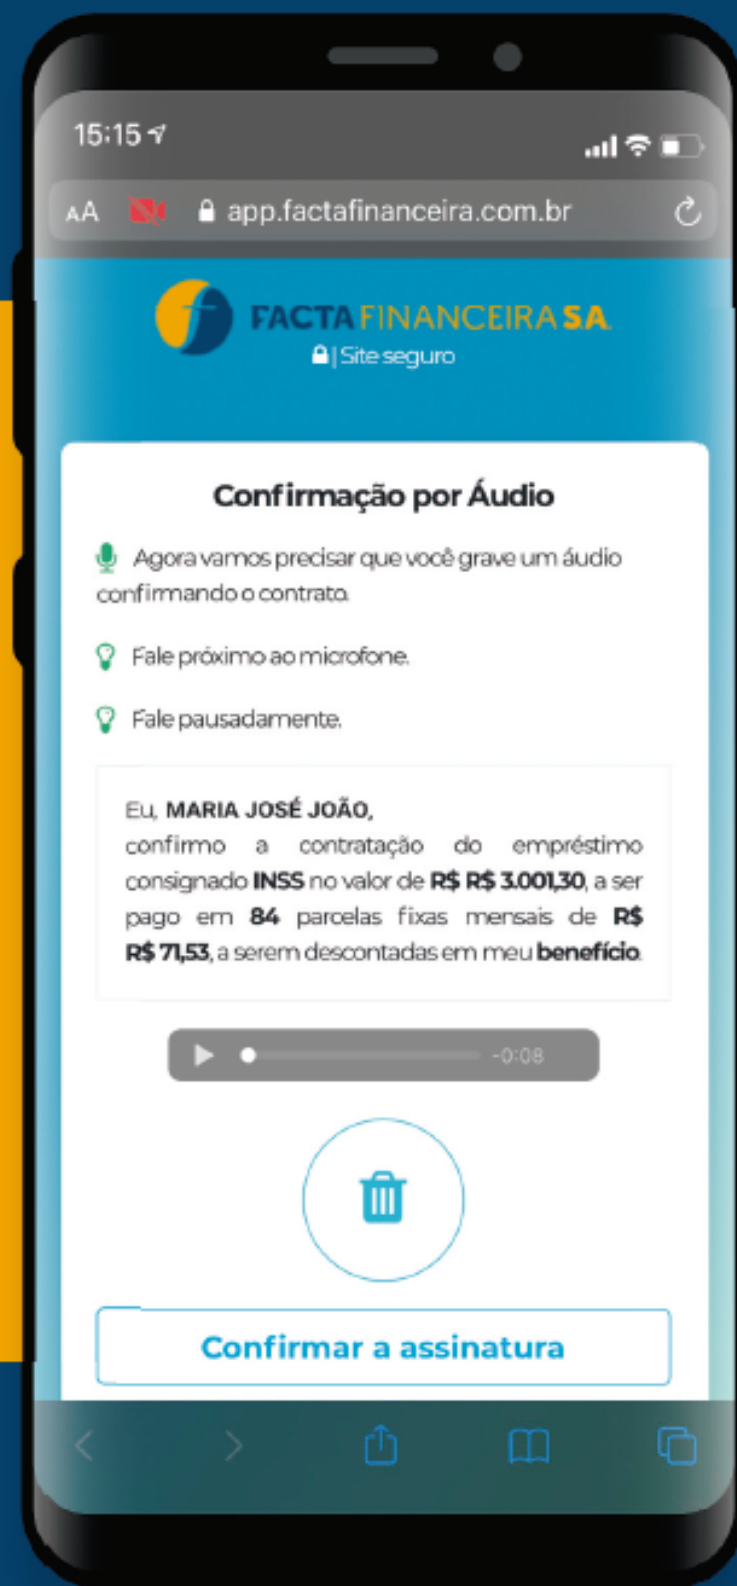 15:15
AA app.factafinanceira.com.br
FACTA FINANCEIRA S.A.
| Site seguro
Confirmação por Áudio
Agora vamos precisar que você grave um áudio
confirmando o contrato.
Fale próximo ao microfone.
Fale pausadamente.
Eu, MARIA JOSÉ JOÃO,
confirmo a contratação do empréstimo
consignado INSS no valor de R$ R$ 3.001,30, a ser
pago em 84 parcelas fixas mensais de R$
R$ 71,53, a serem descontadas em meu benefício.
-0:08
Confirmar a assinatura